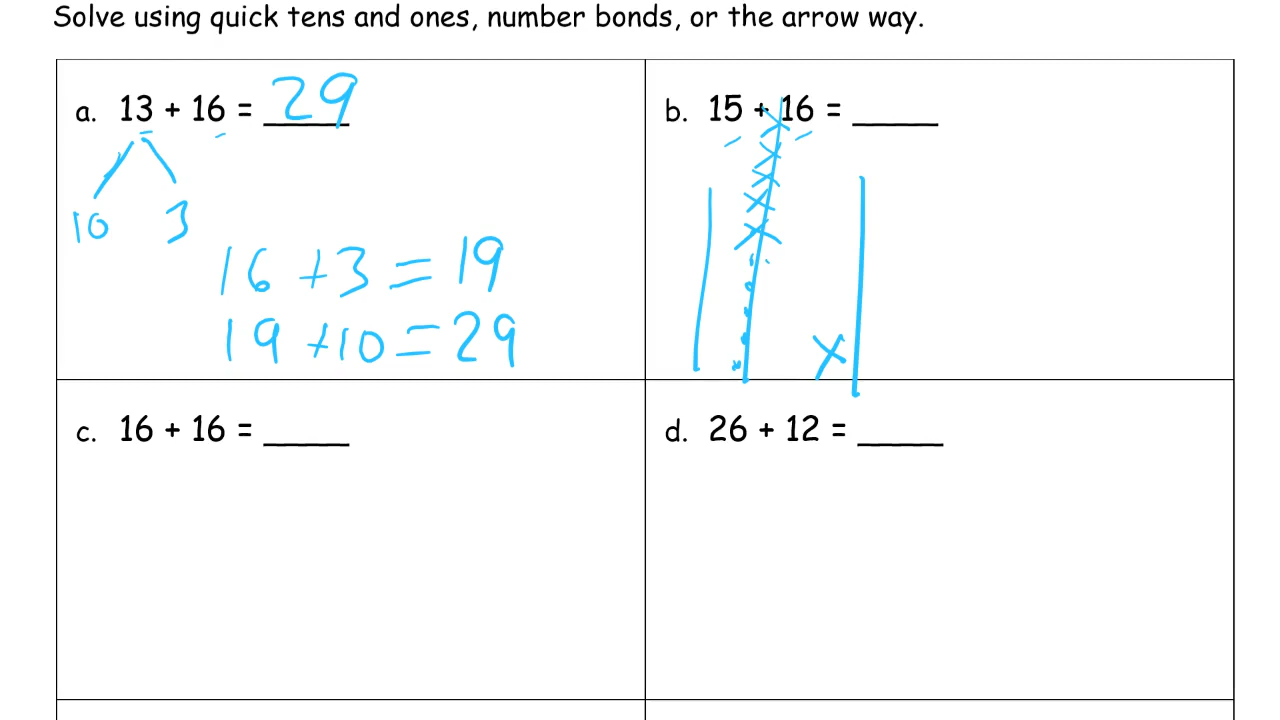 Solve using quick tens and ones, number bonds, or the arrow way.
a. 13 + 16 = 29
10 3
16 + 3 = 19
19 + 10 = 29
b. 15 + 16 = _____
c. 16 + 16 = _____
d. 26 + 12 = _____